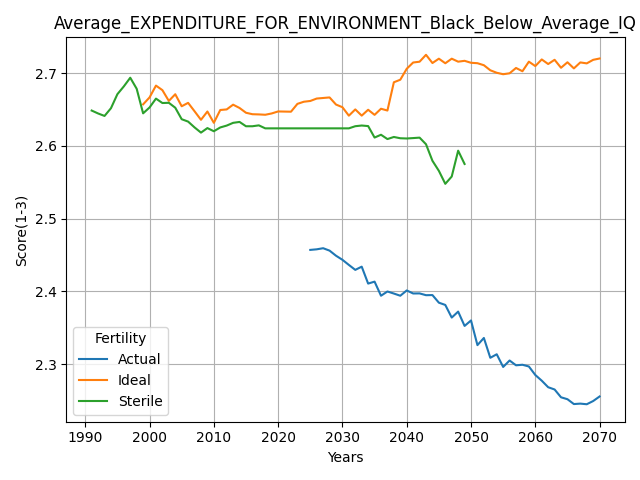 Average_EXPENDITURE_FOR_ENVIRONMENT_Black_Below_Average_IQ
2.7
2.6
2.5
2.4
2.3
Score(1-3)
Fertility
Actual
Ideal
Sterile
1990 2000 2010 2020 2030 2040 2050 2060 2070
Years